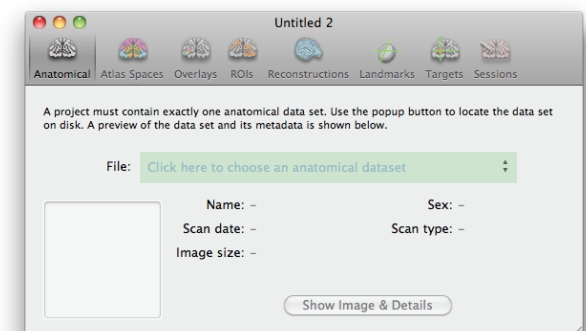 Untitled 2
Anatomical Atlas Spaces Overlays ROIs Reconstructions Landmarks Targets Sessions
A project must contain exactly one anatomical data set. Use the popup button to locate the data set
on disk. A preview of the data set and its metadata is shown below.
File: Click here to choose an anatomical dataset
Name: – Sex: –
Scan date: – Scan type: –
Image size: –
Show Image & Details